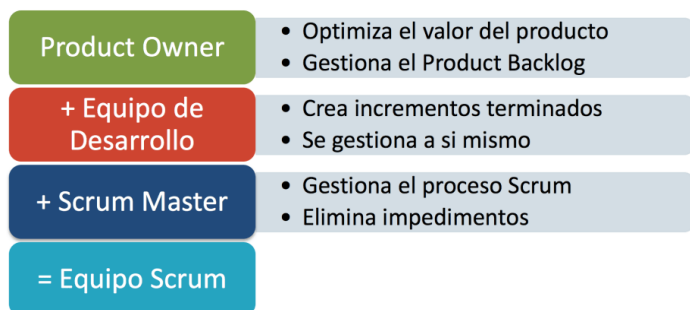 Product Owner
• Optimiza el valor del producto
• Gestiona el Product Backlog
+ Equipo de
Desarrollo
• Crea incrementos terminados
• Se gestiona a si mismo
+ Scrum Master
• Gestiona el proceso Scrum
• Elimina impedimentos
= Equipo Scrum